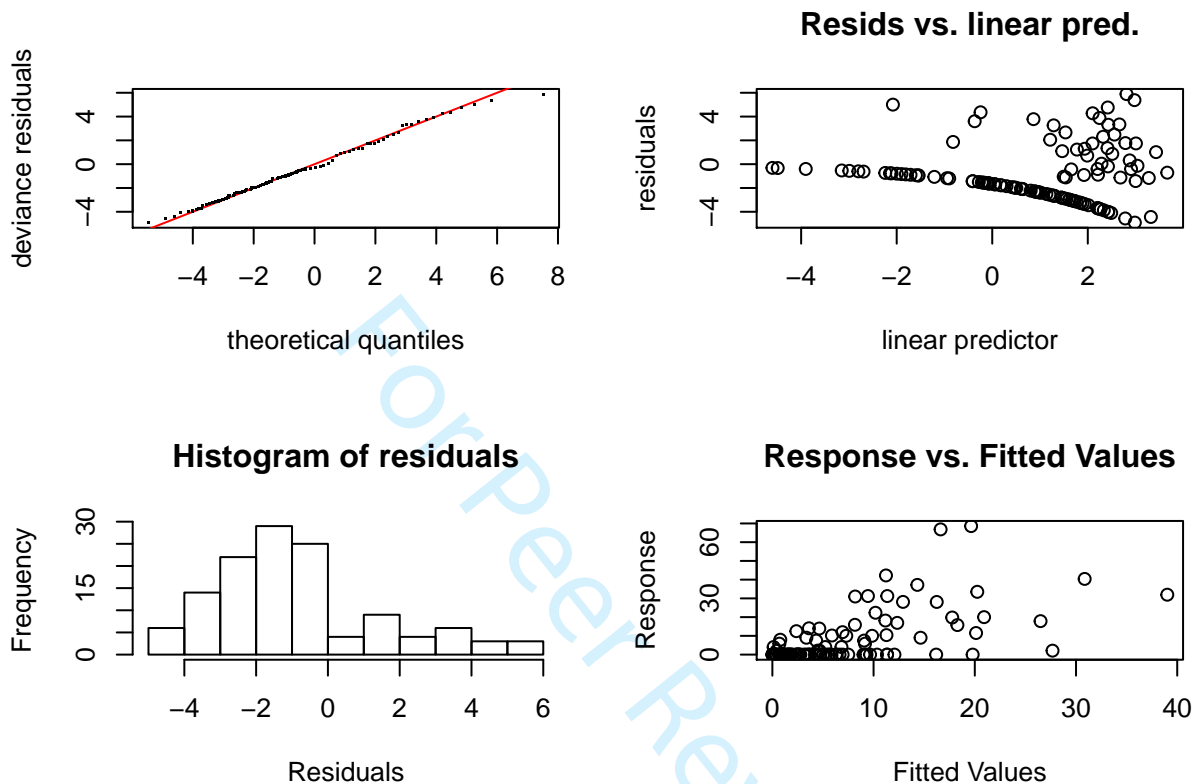 deviance residuals
4
0
−4
−4
−2
0
2
4
6
8
theoretical quantiles
Resids vs. linear pred.
residuals
4
0
−4
−4
−2
0
2
linear predictor
Histogram of residuals
Frequency
30
15
0
−4
−2
0
2
4
6
Residuals
Response vs. Fitted Values
Response
60
30
0
0
10
20
30
40
Fitted Values
For Peer Re